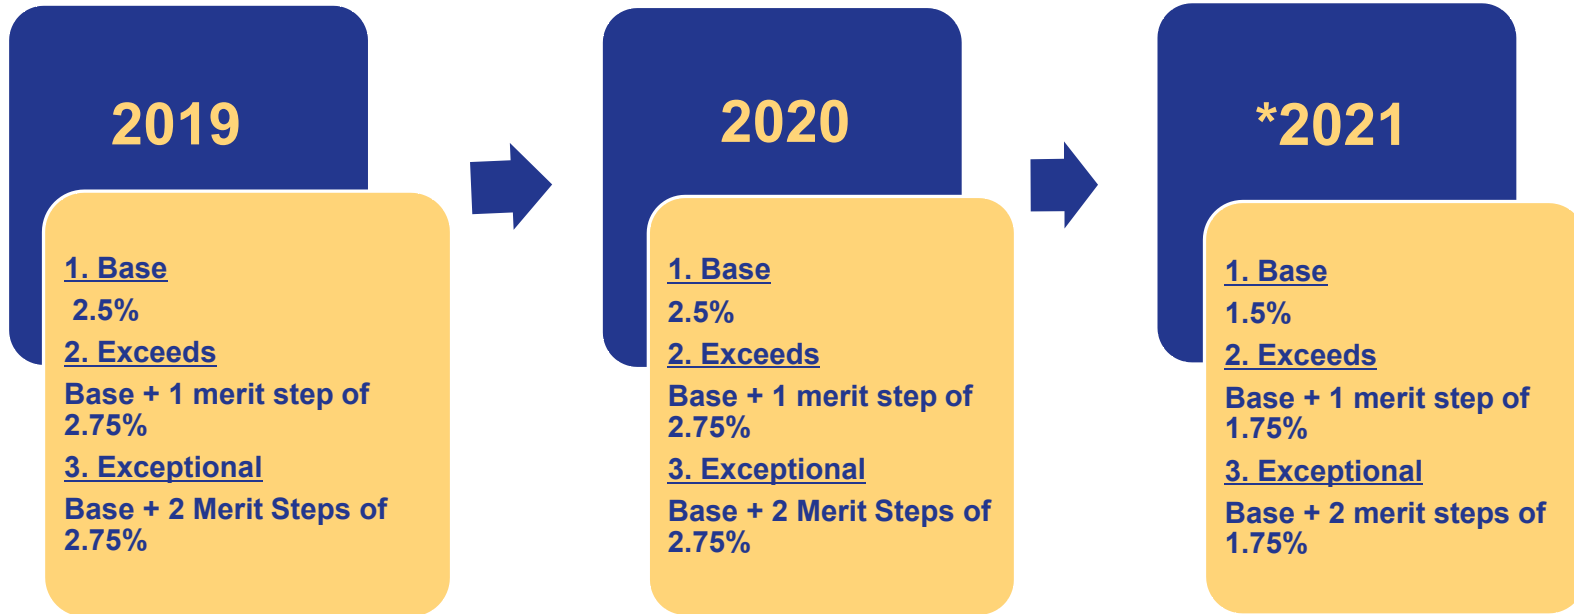 2019
1. Base
2.5%
2. Exceeds
Base + 1 merit step of
2.75%
3. Exceptional
Base + 2 Merit Steps of
2.75%
2020
1. Base
2.5%
2. Exceeds
Base + 1 merit step of
2.75%
3. Exceptional
Base + 2 Merit Steps of
2.75%
*2021
1. Base
1.5%
2. Exceeds
Base + 1 merit step of
1.75%
3. Exceptional
Base + 2 merit steps of
1.75%